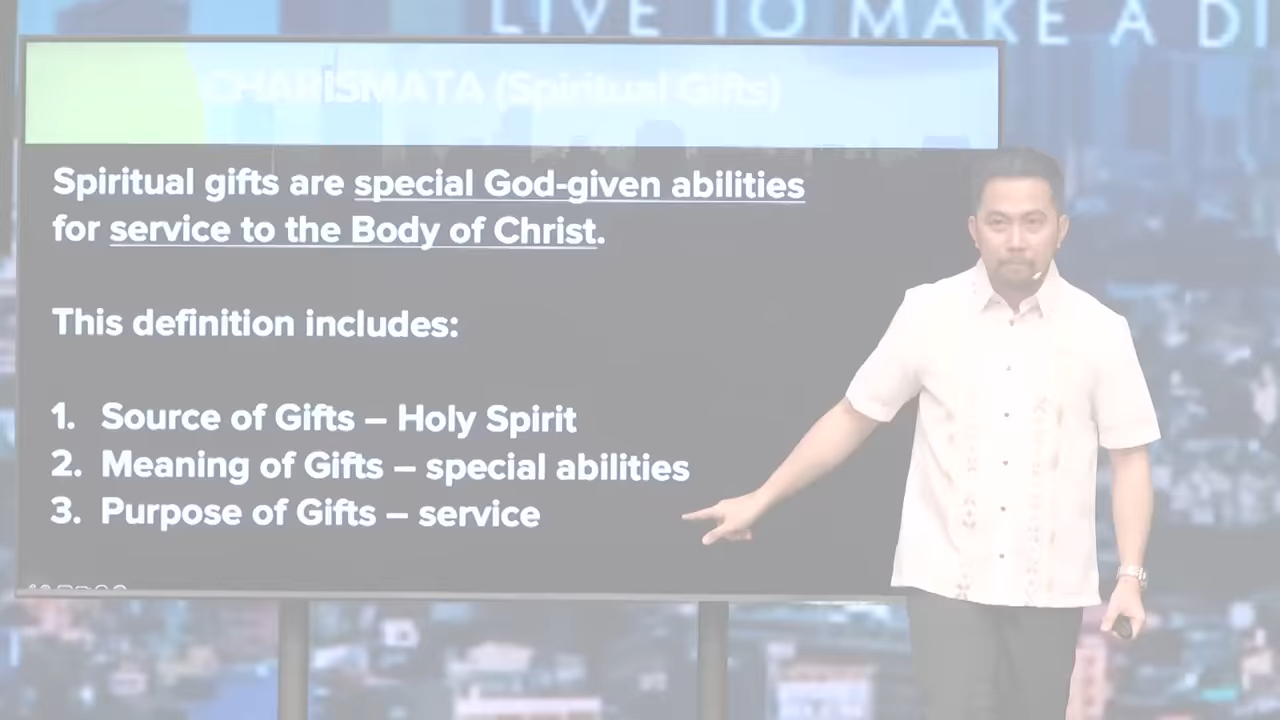 LIVE TO MAKE A DI
CHARISMATA (Spiritual Gifts)
Spiritual gifts are special God-given abilities
for service to the Body of Christ.
This definition includes:
1. Source of Gifts – Holy Spirit
2. Meaning of Gifts – special abilities
3. Purpose of Gifts – service